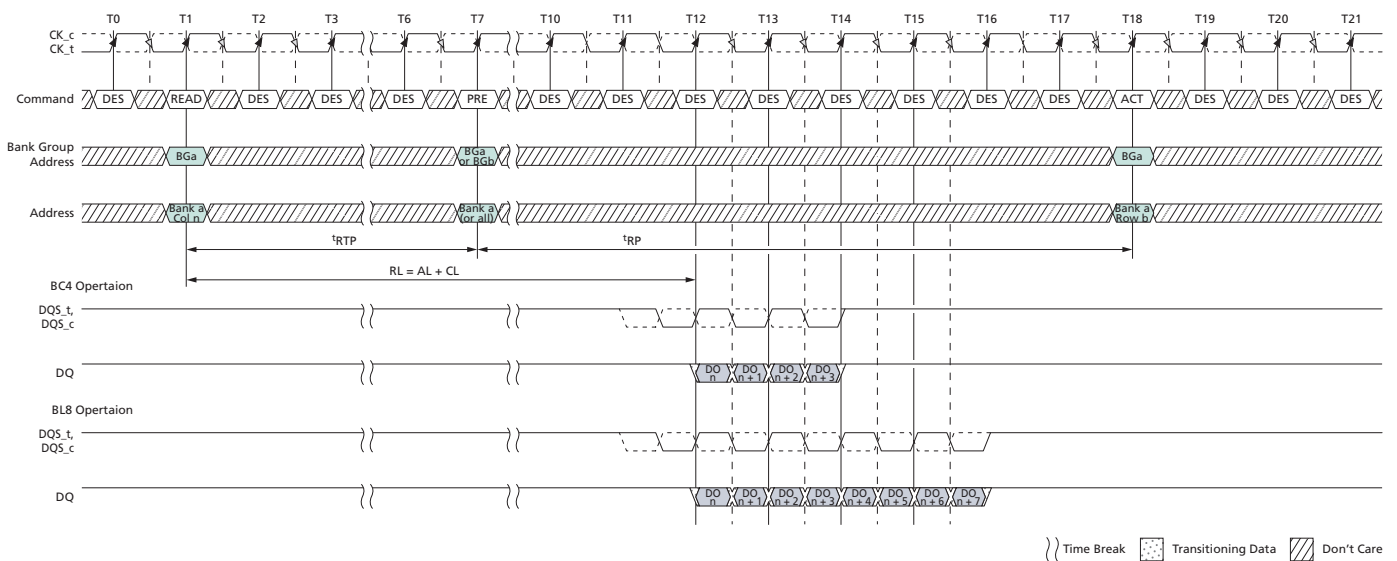 T0 T1 T2 T3 T6 T7 T10 T11 T12 T13 T14 T15 T16 T17 T18 T19 T20 T21
CK_c
CK_t
Command DES READ DES DES DES PRE DES DES DES DES DES DES DES DES ACT DES DES DES
Bank Group
Address
BGa
BGa
or BGb
BGa
Address
Bank a
Col n
Bank a
(or all)
Bank a
Row b
tRTP tRP
RL = AL + CL
BC4 Opertaion
DQS_t,
DQS_c
DQ
DO
n
DO
n + 1
DO
n + 2
DO
n + 3
BL8 Opertaion
DQS_t,
DQS_c
DQ
DO
n
DO
n + 1
DO
n + 2
DO
n + 3
DO
n + 4
DO
n + 5
DO
n + 6
DO
n + 7
Time Break Transitioning Data Don't Care